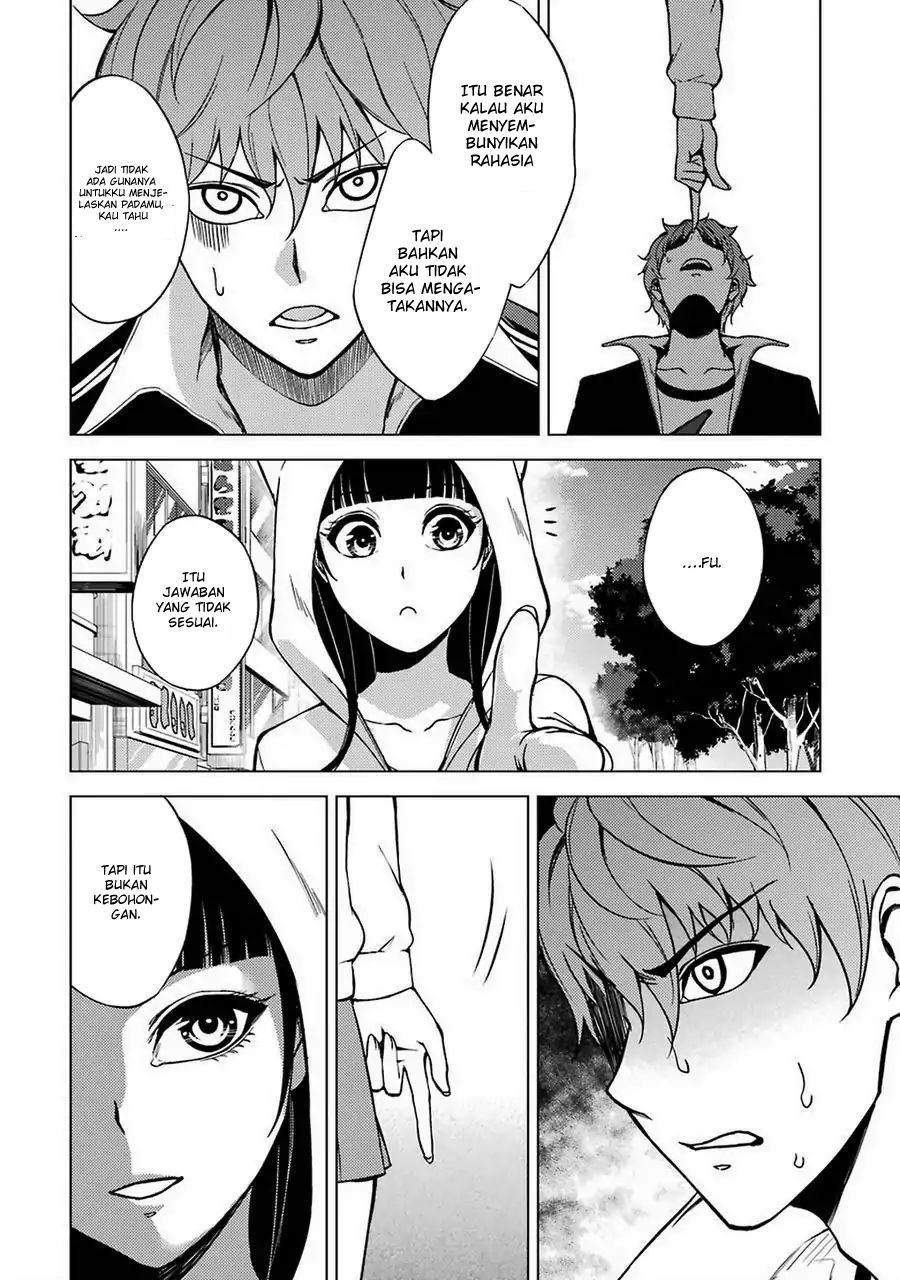 ITU BENAR
KALAU AKU
MENYEM-
BUNYIKAN
RAHASIA
TAPI
BAHKAN
AKU TIDAK
BISA MENGA-
TAKANNYA.
JADI TIDAK
ADA GUNANYA
UNTUKKU MENJE-
LASKAN PADAMU,
KAU TAHU
....
....FU.
ITU
JAWABAN
YANG TIDAK
SESUAI.
TAPI ITU
BUKAN
KEBOHON-
GAN.